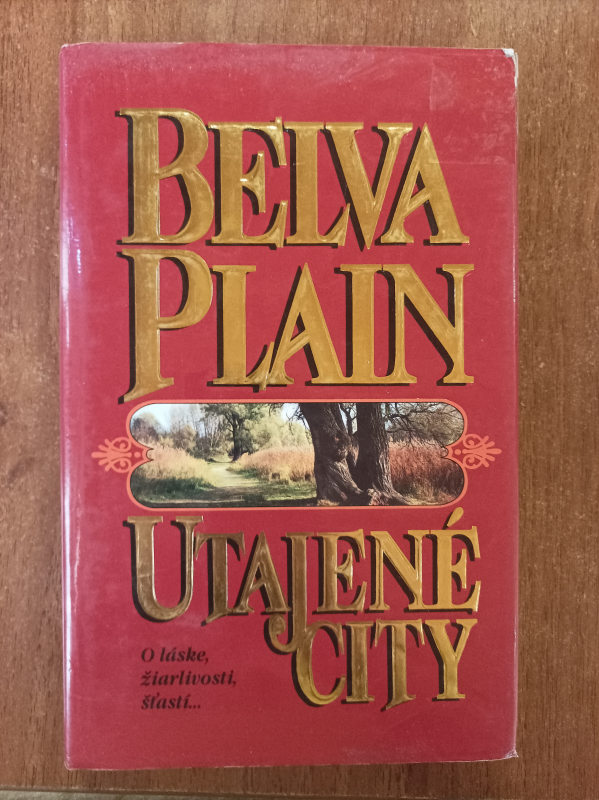 BELVA
PLAIN
UTAJENÉ
CITY
O láske,
žiarlivosti,
šťastí...